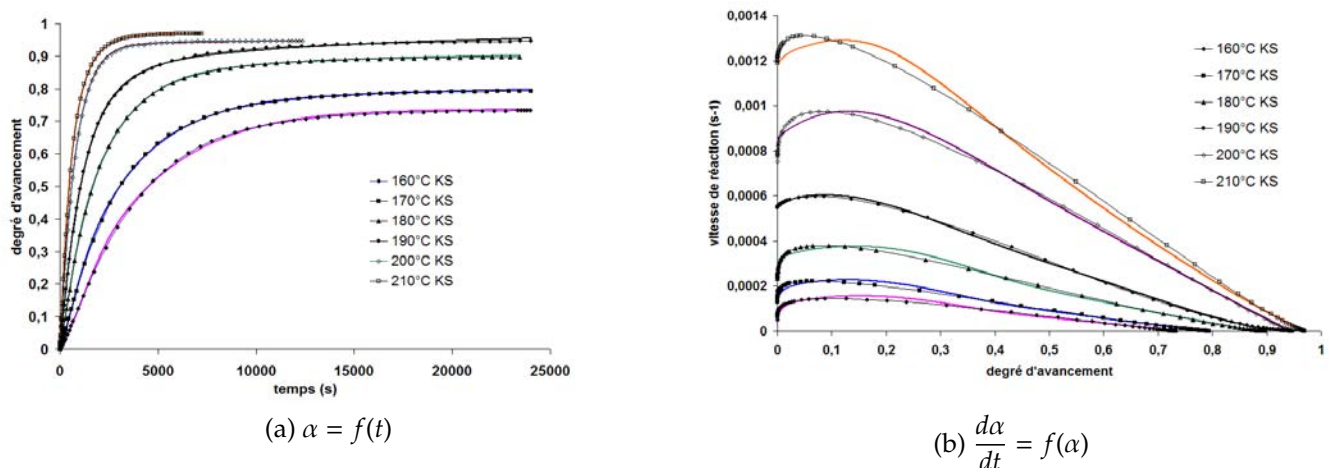 1
0,9
0,8
0,7
0,6
0,5
0,4
0,3
0,2
0,1
0
degré d'avancement
160°C KS
170°C KS
180°C KS
190°C KS
200°C KS
210°C KS
0 5000 10000 15000 20000 25000
temps (s)
(a) α = f(t)
0,0014
0,0012
0,001
0,0008
0,0006
0,0004
0,0002
0
vitesse de réaction (s-1)
160°C KS
170°C KS
180°C KS
190°C KS
200°C KS
210°C KS
0 0,1 0,2 0,3 0,4 0,5 0,6 0,7 0,8 0,9 1
degré d'avancement
(b) dα/dt = f(α)